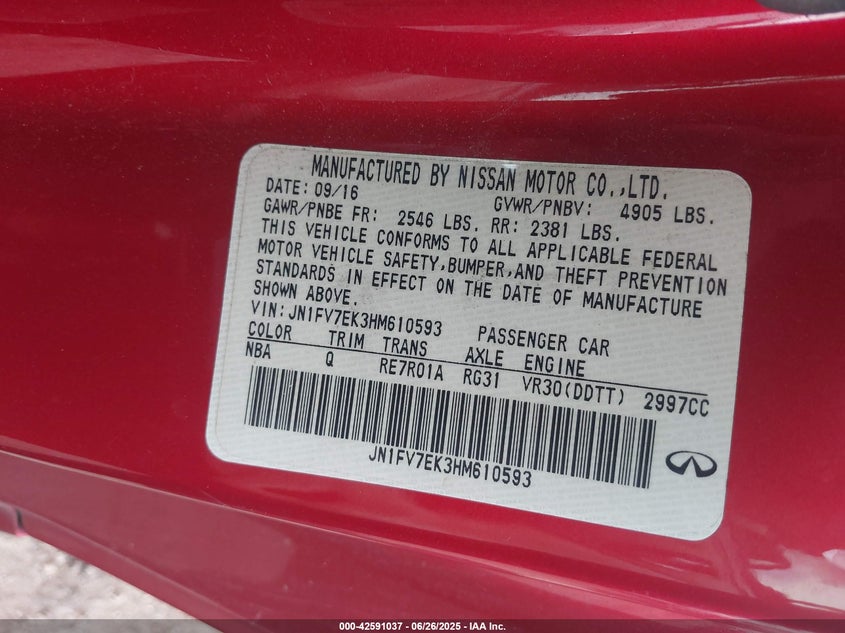 MANUFACTURED BY NISSAN MOTOR CO.,LTD.
DATE: 09/16 GVWR/PNBV: 4905 LBS.
GAWR/PNBE FR: 2546 LBS. RR: 2381 LBS.
THIS VEHICLE CONFORMS TO ALL APPLICABLE FEDERAL
MOTOR VEHICLE SAFETY,BUMPER,AND THEFT PREVENTION
STANDARDS IN EFFECT ON THE DATE OF MANUFACTURE
SHOWN ABOVE.
VIN:JN1FV7EK3HM610593 PASSENGER CAR
COLOR TRIM TRANS AXLE ENGINE
NBA Q RE7R01A RG31 VR30(DDTT) 2997CC
JN1FV7EK3HM610593
000-42591037 - 06/26/2025 - IAA Inc.